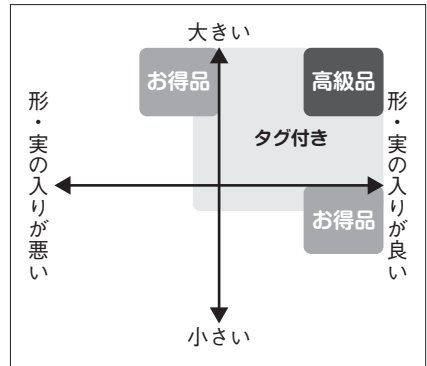 大きい
お得品
高級品
タグ付き
形・実の入りが悪い
形・実の入りが良い
お得品
小さい